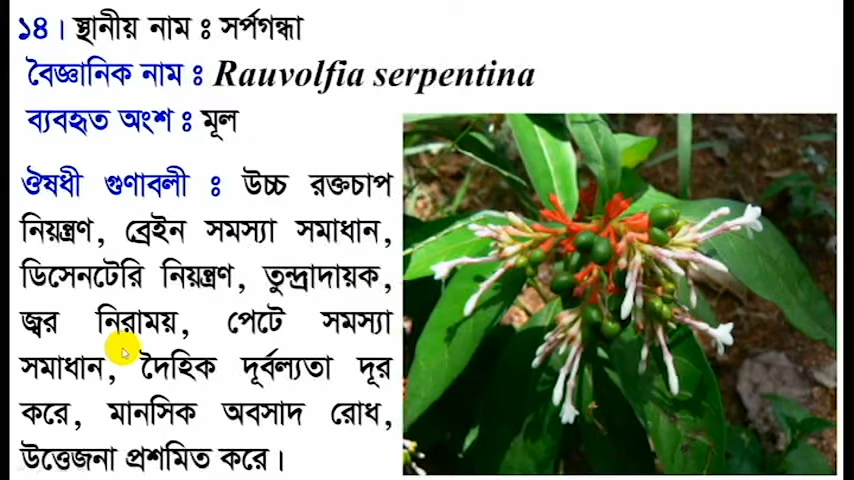 ১৪। স্থানীয় নাম ঃ সর্পগন্ধা
বৈজ্ঞানিক নাম ঃ Rauvolfia serpentina
ব্যবহৃত অংশ ঃ মূল
ঔষধী গুণাবলী ঃ উচ্চ রক্তচাপ
নিয়ন্ত্রণ, ব্রেইন সমস্যা সমাধান,
ডিসেনটেরি নিয়ন্ত্রণ, তুন্দ্রাদায়ক,
জ্বর নিরাময়, পেটে সমস্যা
সমাধান, দৈহিক দূর্বল্যতা দূর
করে, মানসিক অবসাদ রোধ,
উত্তেজনা প্রশমিত করে।